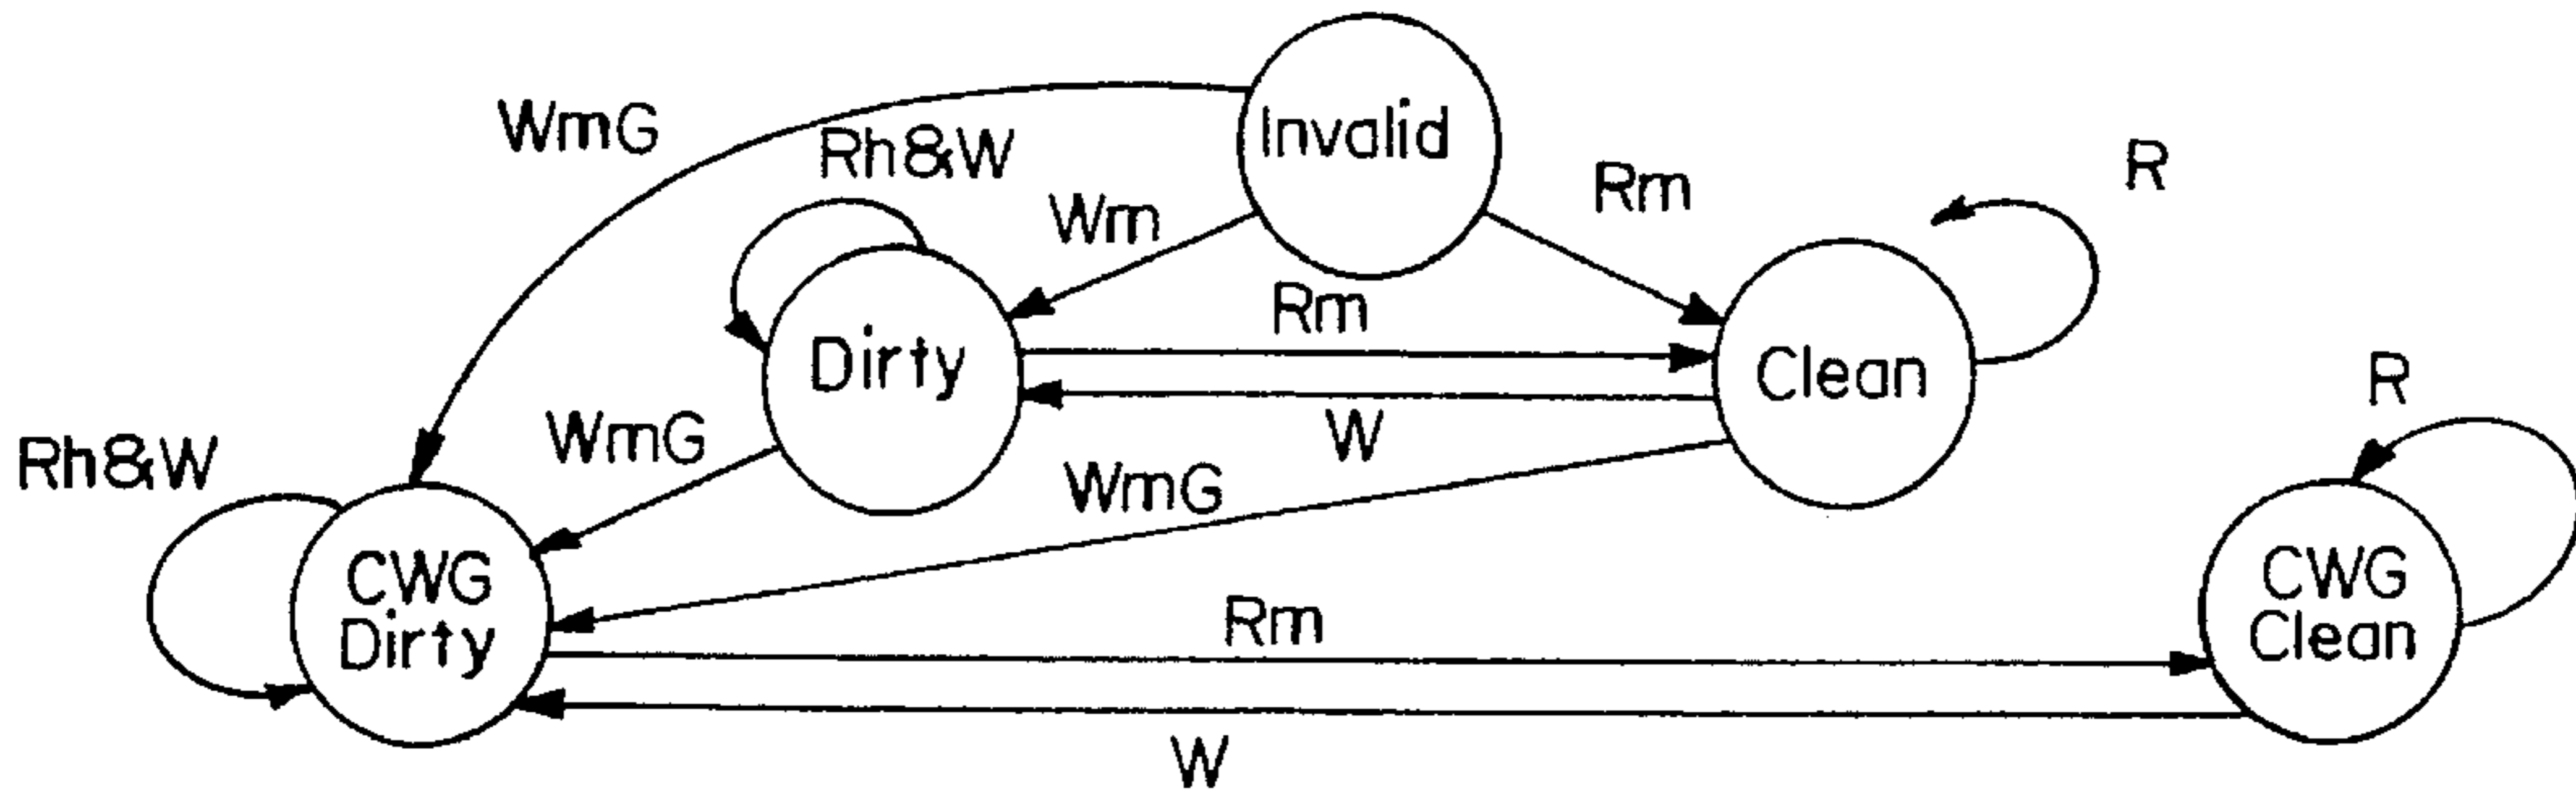 Invalid
WmG
Rh&W
R
Rm
Wm
Rm
Dirty
Clean
R
W
WmG
Rh&W
WmG
CWG
Dirty
CWG
Clean
Rm
W